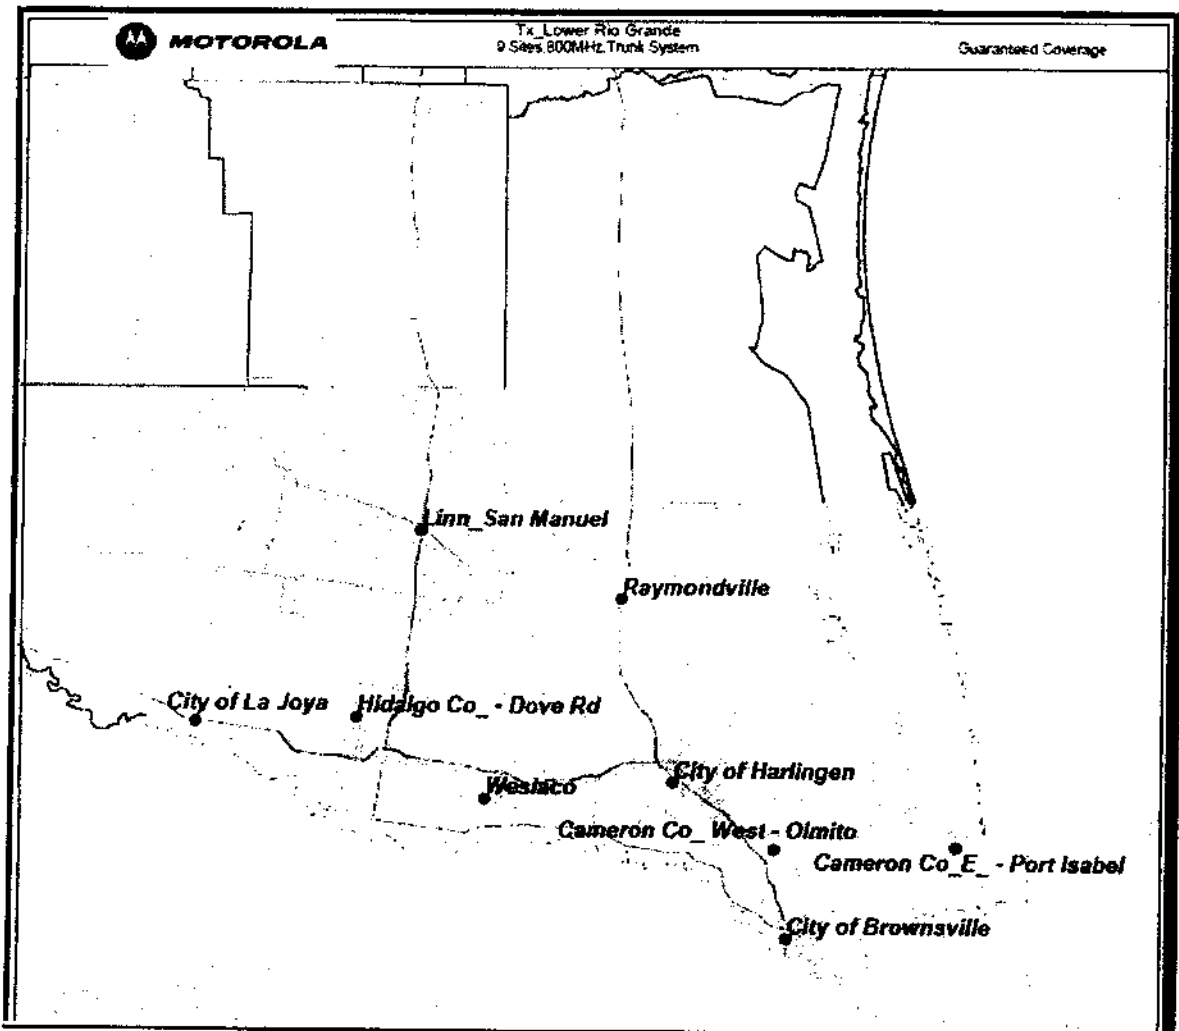 MOTOROLA
Tx_Lower Rio Grande
9 Sites,800MHz,Trunk System
Guaranteed Coverage
Linn_San Manuel
Raymondville
City of La Joya
Hidalgo Co_ - Dove Rd
City of Harlingen
Weslaco
Cameron Co_ West - Olmito
Cameron Co_E_ - Port Isabel
City of Brownsville